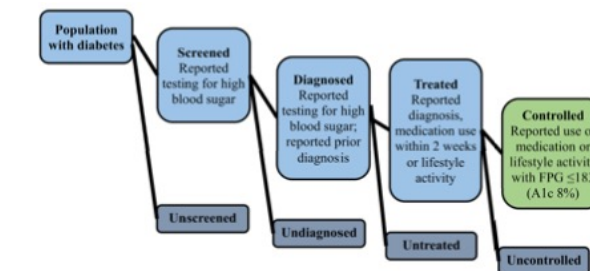 Population
with diabetes
Screened
Reported
testing for high
blood sugar
Diagnosed
Reported
testing for high
blood sugar;
reported prior
diagnosis
Treated
Reported
diagnosis,
medication use
within 2 weeks
or lifestyle
activity
Controlled
Reported use
medication or
lifestyle
with FPG
(A1c 8%)
Unscreened
Undiagnosed
Untreated
Uncontrolled